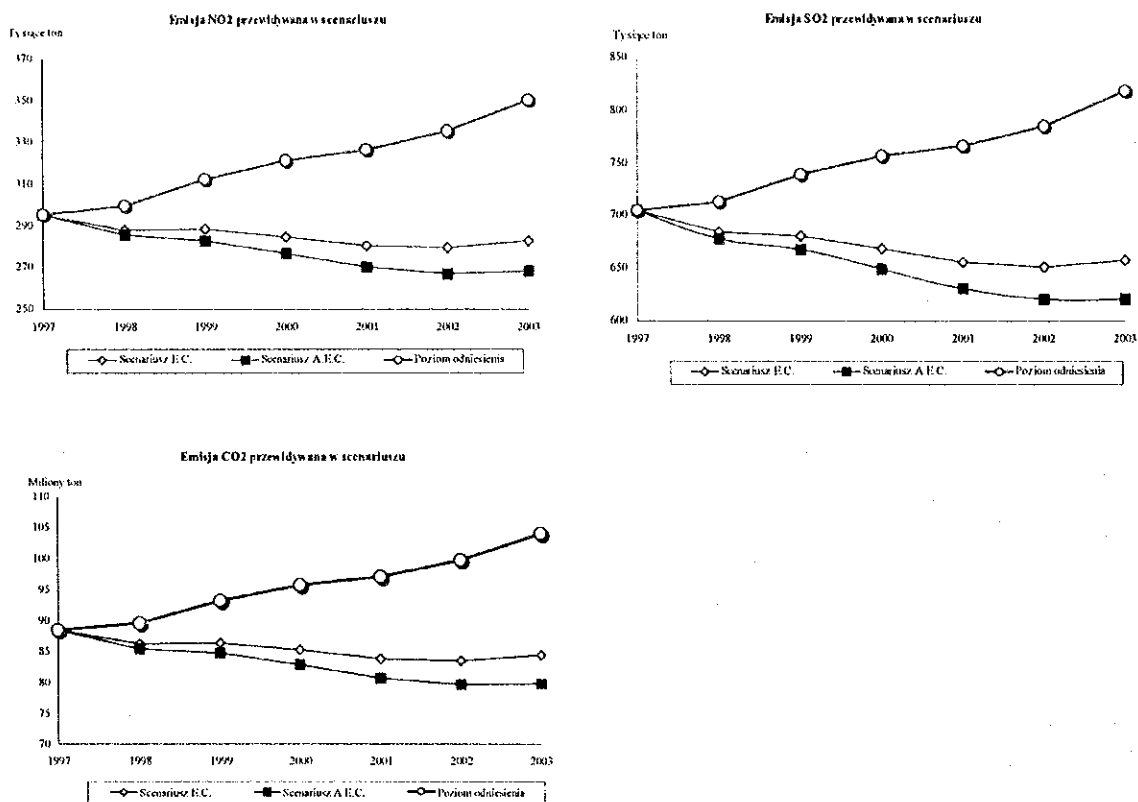 Emisja NO2 przewidywana w scenariuszu
Tysiące ton
370
350
330
310
290
270
250
1997 1998 1999 2000 2001 2002 2003
Scenariusz E.C. Scenariusz A.E.C. Poziom odniesienia
Emisja SO2 przewidywana w scenariuszu
Tysiące ton
850
800
750
700
650
600
1997 1998 1999 2000 2001 2002 2003
Scenariusz E.C. Scenariusz A.E.C. Poziom odniesienia
Emisja CO2 przewidywana w scenariuszu
Miliony ton
110
105
100
95
90
85
80
75
70
1997 1998 1999 2000 2001 2002 2003
Scenariusz E.C. Scenariusz A.E.C. Poziom odniesienia